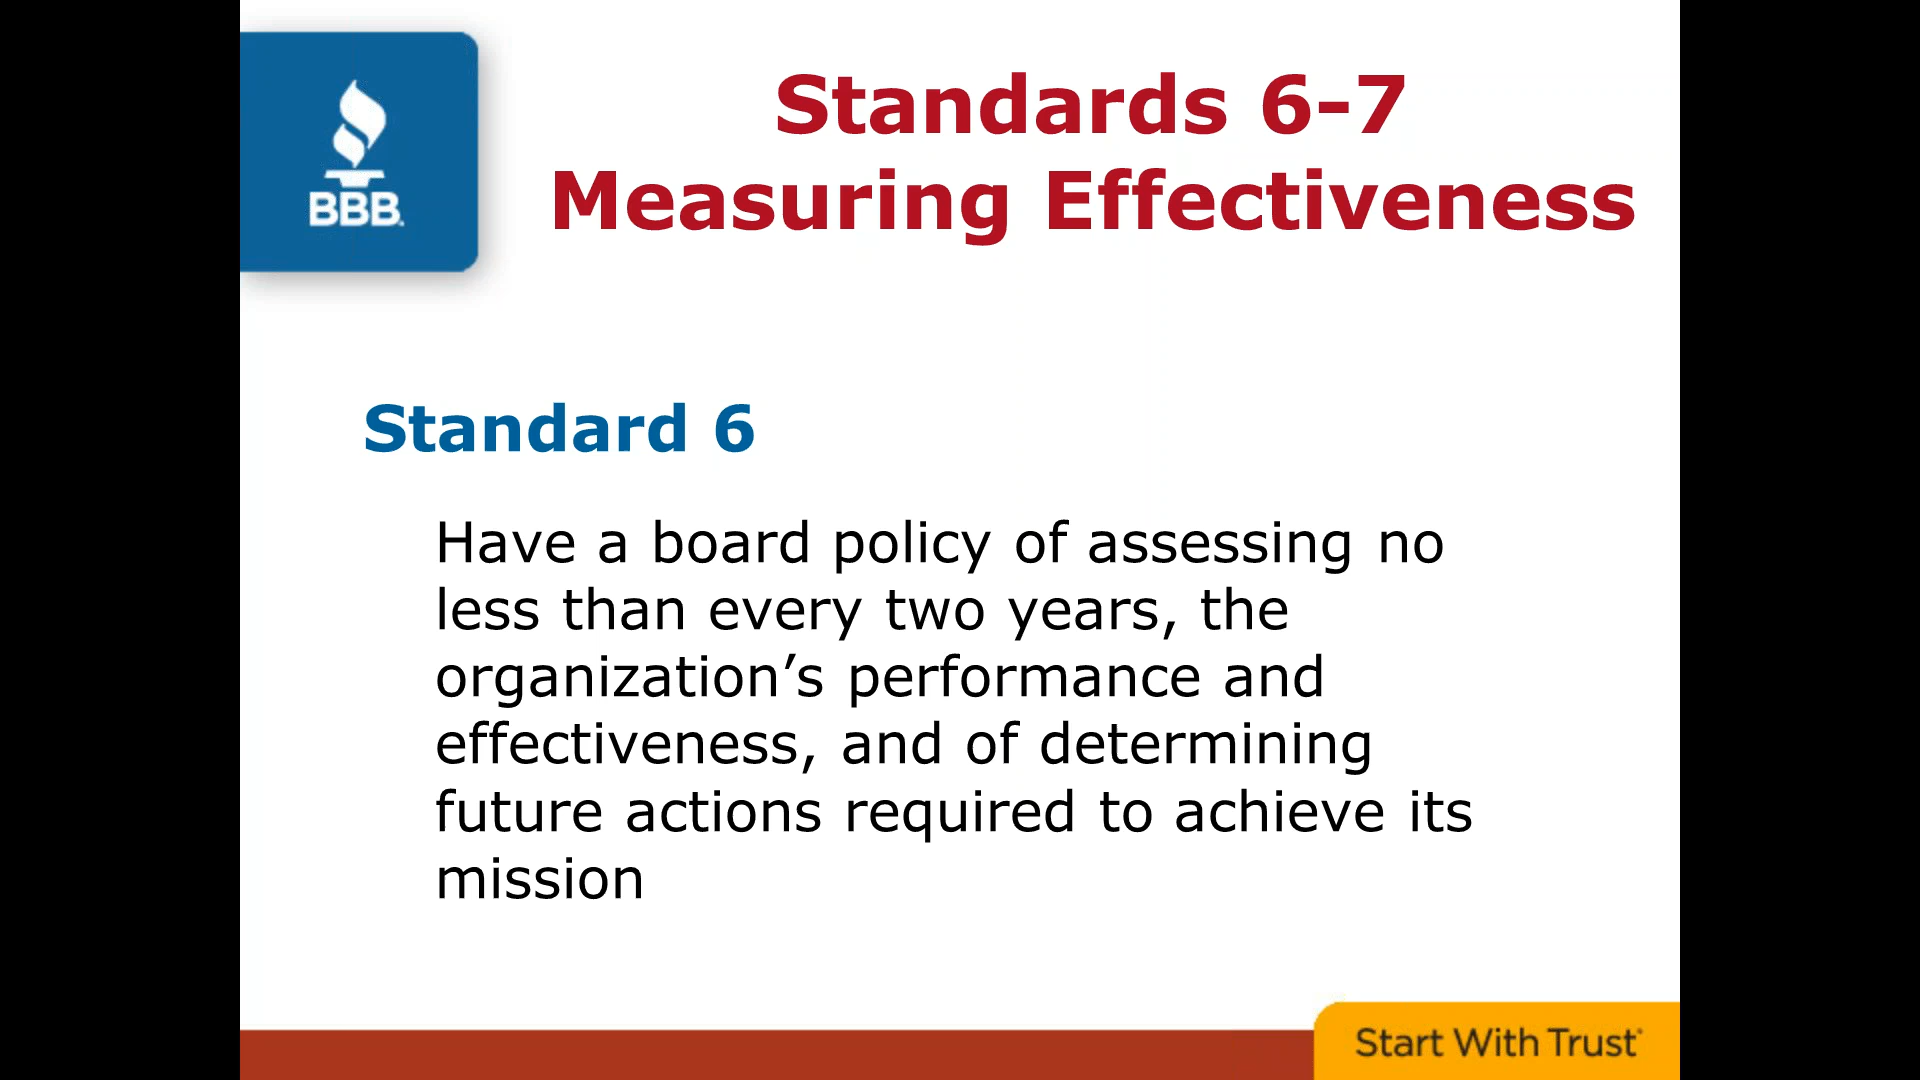 BBB.
Standards 6-7
Measuring Effectiveness
Standard 6
Have a board policy of assessing no
less than every two years, the
organization’s performance and
effectiveness, and of determining
future actions required to achieve its
mission
Start With Trust